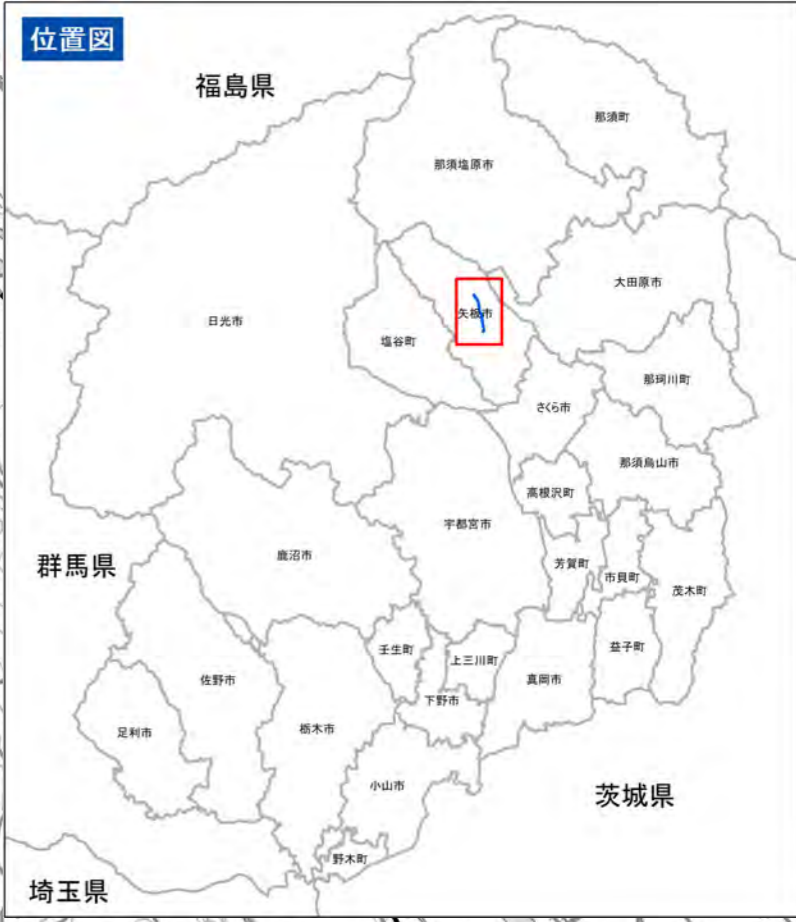 位置図
福島県
那須町
那須塩原市
大田原市
日光市
矢板市
塩谷町
那珂川町
さくら市
那須烏山市
高根沢町
宇都宮市
鹿沼市
群馬県
芳賀町
市貝町
茂木町
壬生町
上三川町
益子町
佐野市
真岡市
下野市
足利市
栃木市
小山市
茨城県
野木町
埼玉県